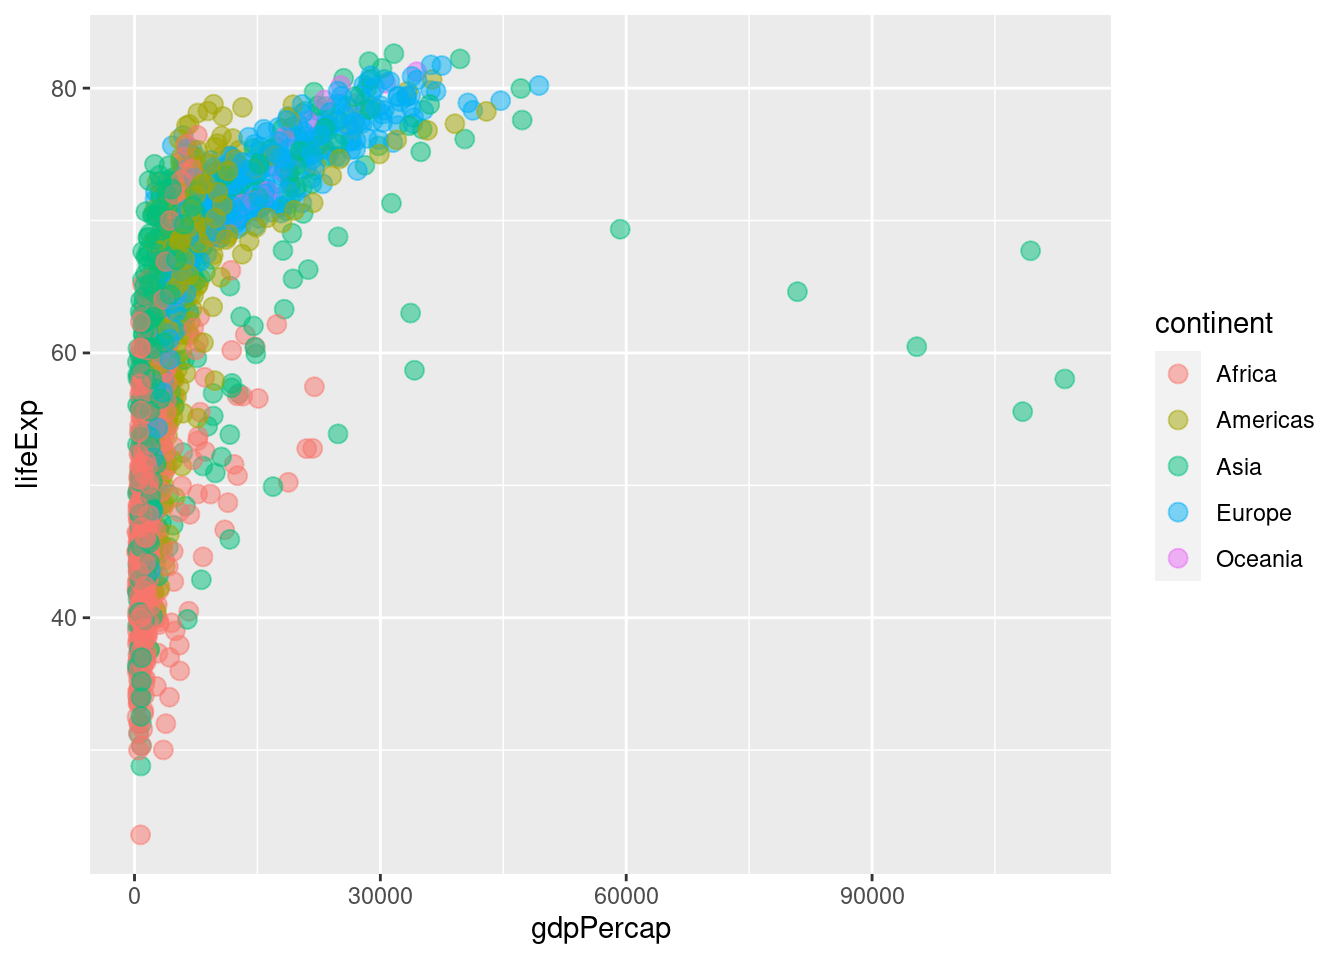 80
60
40
lifeExp
0 30000 60000 90000
gdpPercap
continent
Africa
Americas
Asia
Europe
Oceania